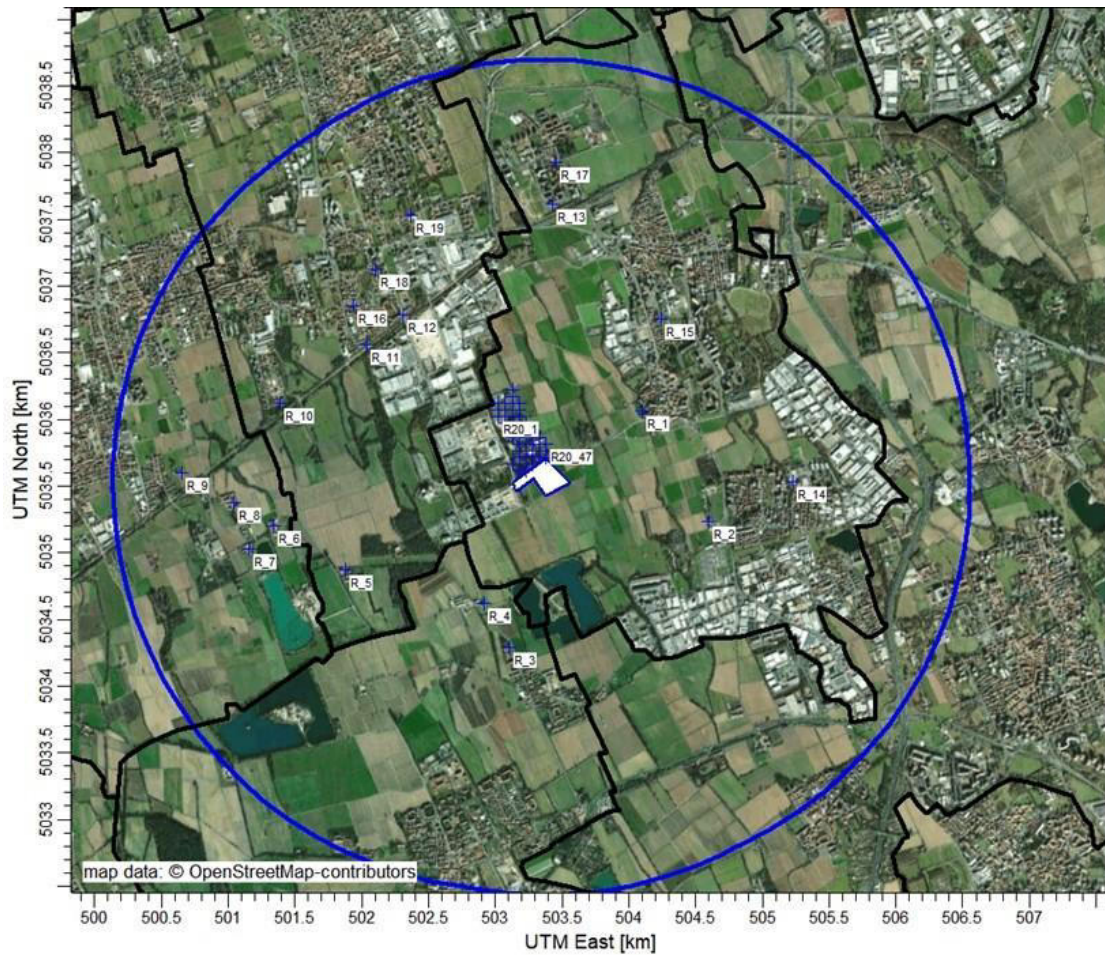 5038.5
5038
5037.5
5037
5036.5
5036
5035.5
5035
5034.5
5034
5033.5
5033
UTM North [km]
R_17
R_13
R_19
R_18
R_16
R_12
R_15
R_11
R_10
R20_1
R_1
R20_47
R_9
R_14
R_8
R_2
R_6
R_7
R_5
R_4
R_3
map data: © OpenStreetMap-contributors
500 500.5 501 501.5 502 502.5 503 503.5 504 504.5 505 505.5 506 506.5 507
UTM East [km]